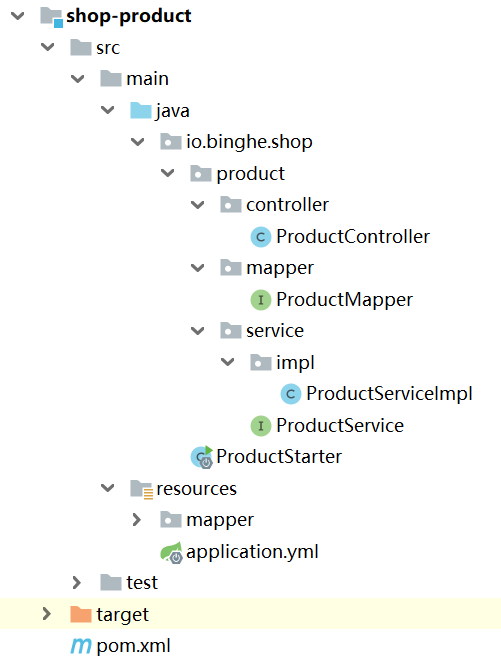 shop-product
src
main
java
io.binghe.shop
product
controller
C ProductController
mapper
I ProductMapper
service
impl
C ProductServiceImpl
I ProductService
C ProductStarter
resources
mapper
application.yml
test
target
m pom.xml